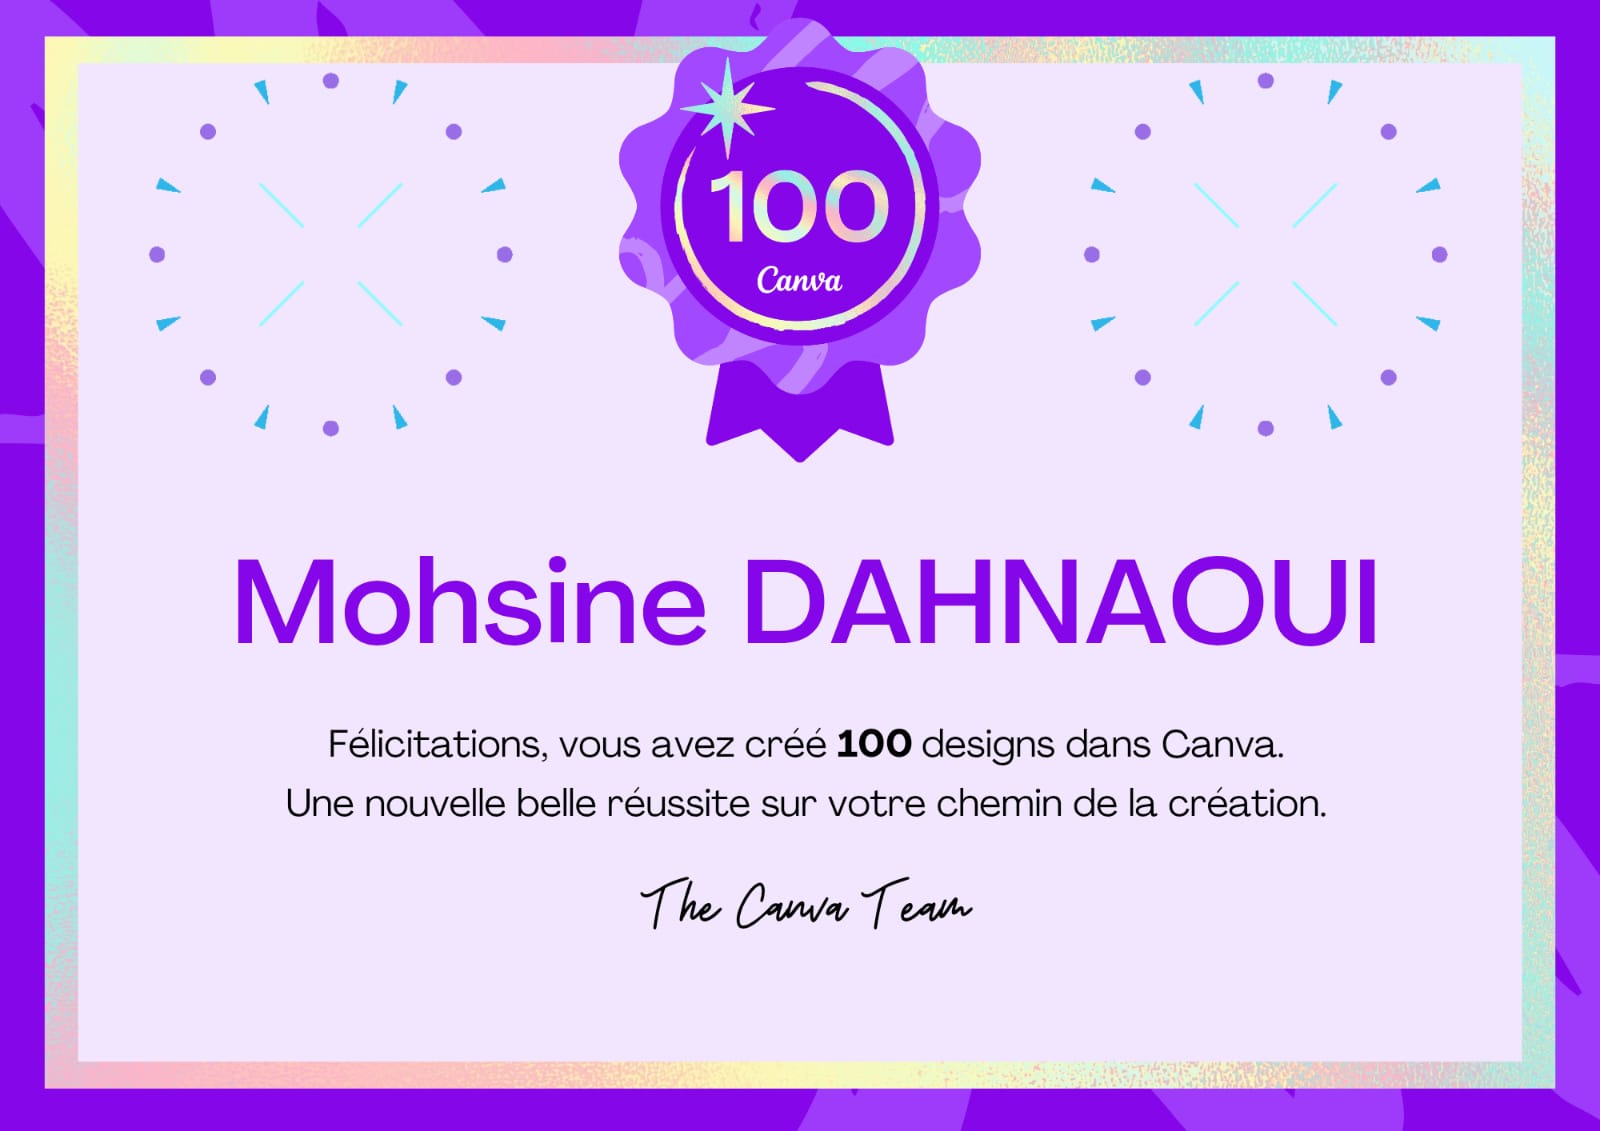 100
Canva
Mohsine DAHNAOUI
Félicitations, vous avez créé 100 designs dans Canva.
Une nouvelle belle réussite sur votre chemin de la création.
The Canva Team